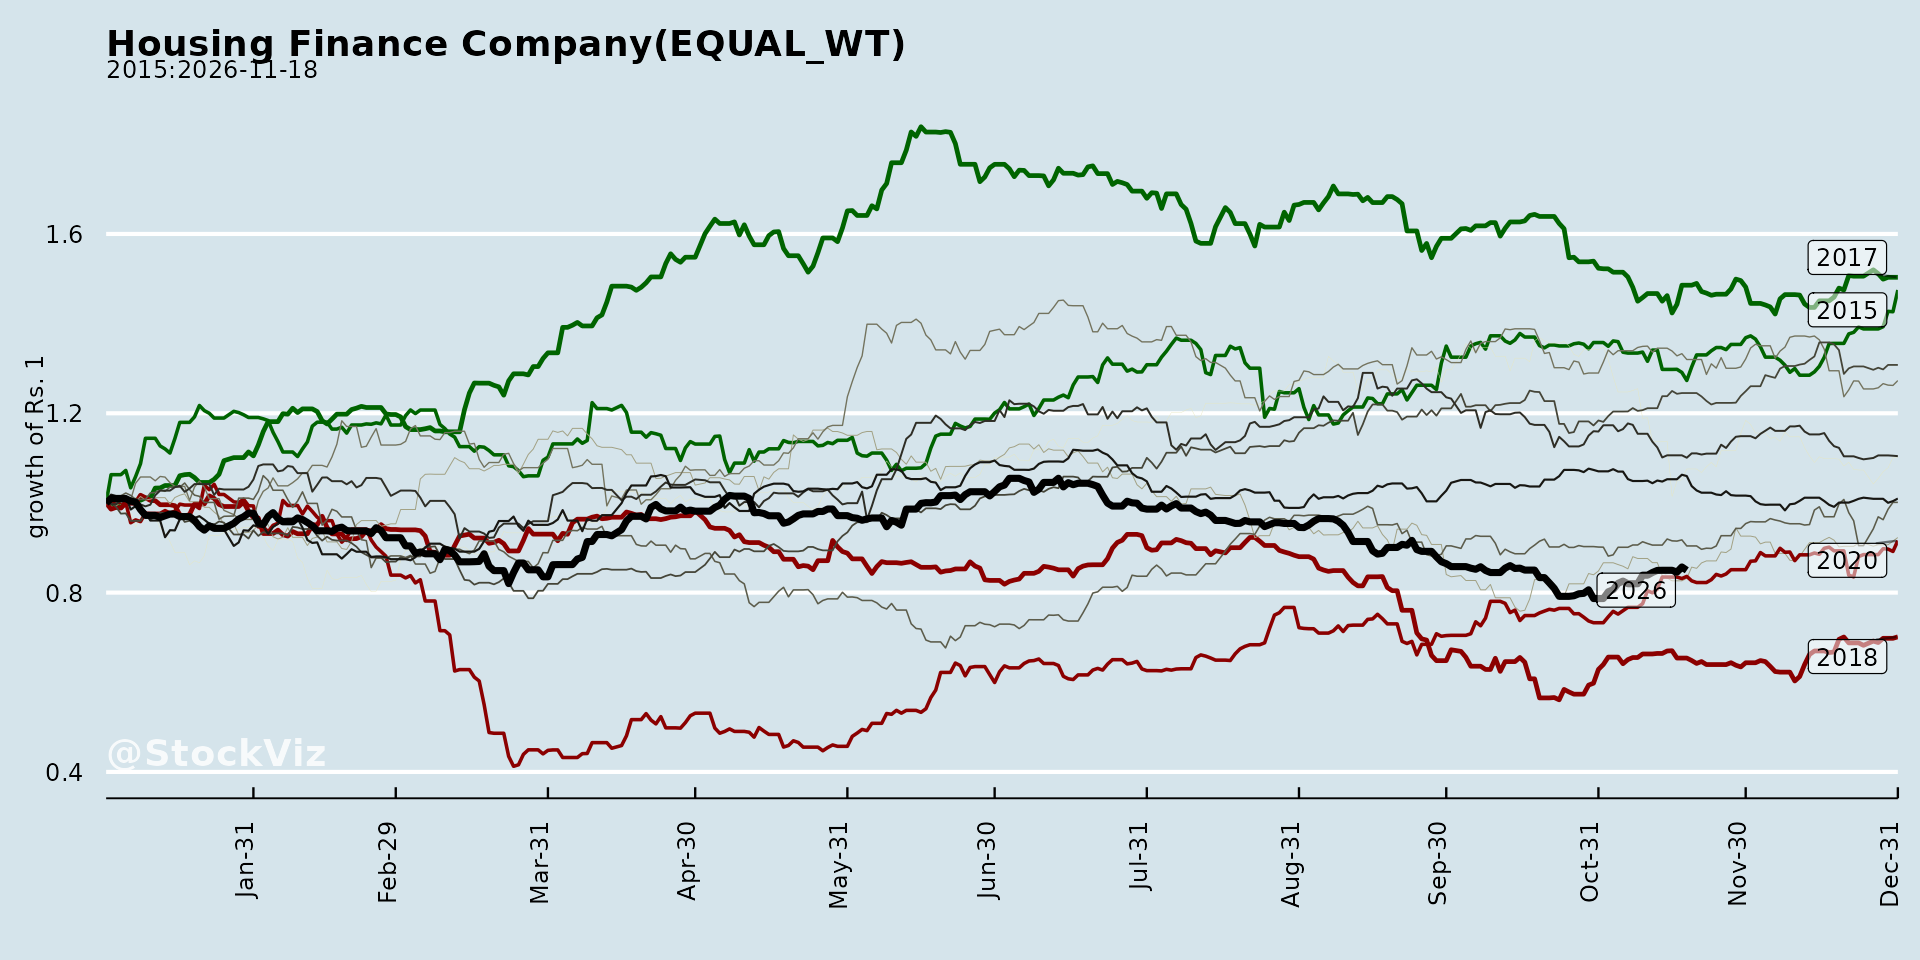 Housing Finance Company(EQUAL_WT)
2015:2026-11-18
growth of Rs. 1
1.6
1.2
0.8
0.4
2017
2015
2020
2026
2018
@StockViz
Jan-31
Feb-29
Mar-31
Apr-30
May-31
Jun-30
Jul-31
Aug-31
Sep-30
Oct-31
Nov-30
Dec-31